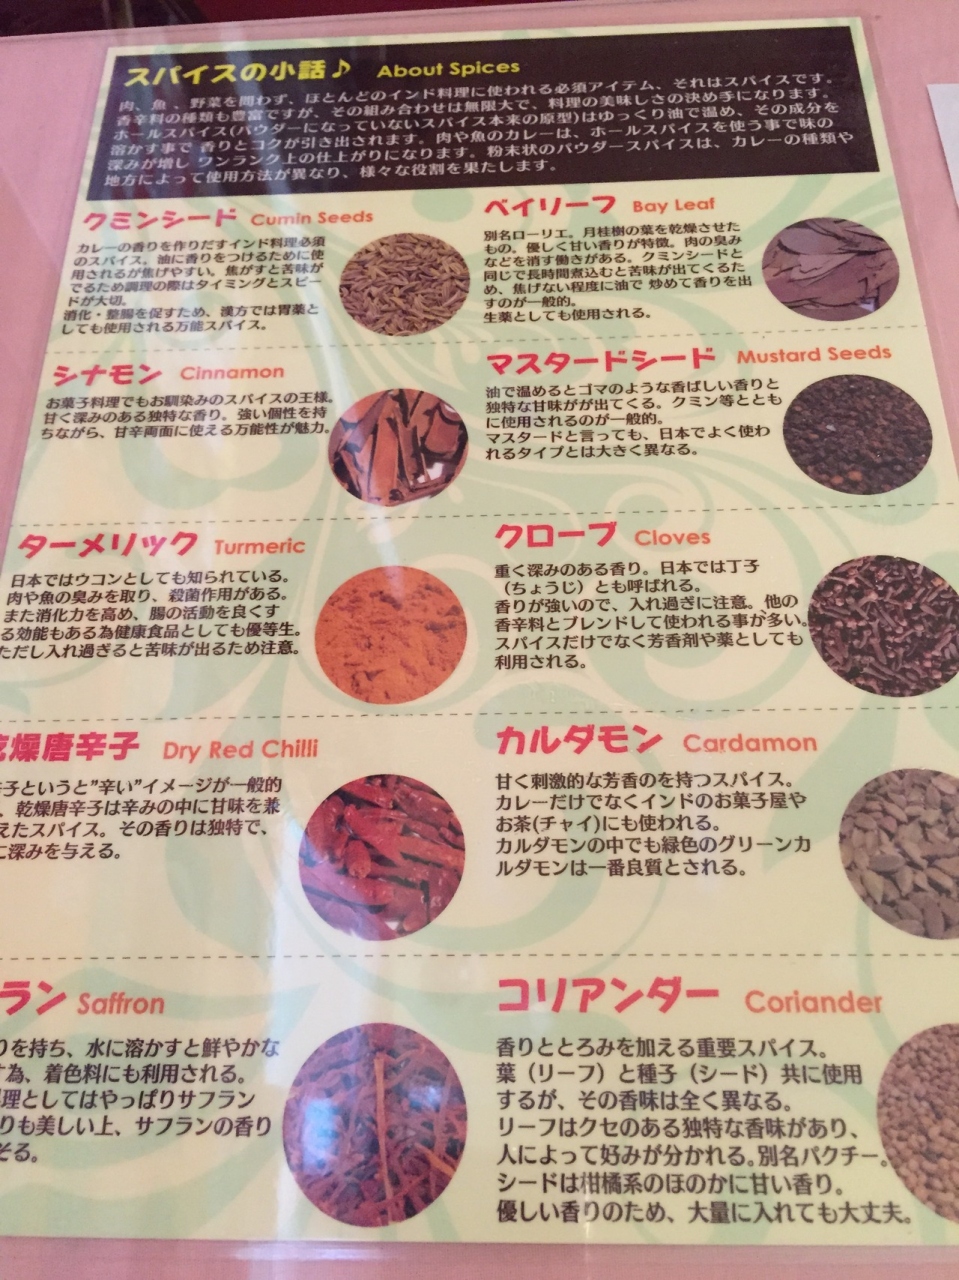 スパイスの小話♪ About Spices
肉、魚、野菜を問わず、ほとんどのインド料理に使われる必須アイテム、それはスパイスです。
香辛料の種類も豊富ですが、その組み合わせは無限大で、料理の美味しさの決め手になります。
ホールスパイス(パウダーになっていないスパイス本来の原型)はゆっくり油で温め、その成分を
溶かす事で 香りとコクが引き出されます。肉や魚のカレーは、ホールスパイスを使う事で味の
深みが増し ワンランク上の仕上がりになります。粉末状のパウダースパイスは、カレーの種類や
地方によって使用方法が異なり、様々な役割を果たします。
クミンシード Cumin Seeds
カレーの香りを作りだすインド料理必須
のスパイス。油に香りをつけるために使
用されるが焦げやすい。焦がすと苦味が
でるため調理の際はタイミングとスピー
ドが大切。
消化・整腸を促すため、漢方では胃薬と
しても使用される万能スパイス。
ベイリーフ Bay Leaf
別名ローリエ。月桂樹の葉を乾燥させた
もの。優しく甘い香りが特徴。肉の臭み
などを消す働きがある。クミンシードと
同じで長時間煮込むと苦味が出てくるた
め、焦げない程度に油で 炒めて香りを出
すのが一般的。
生薬としても使用される。
シナモン Cinnamon
お菓子料理でもお馴染みのスパイスの王様。
甘く深みのある独特な香り。強い個性を持
ちながら、甘辛両面に使える万能性が魅力。
マスタードシード Mustard Seeds
油で温めるとゴマのような香ばしい香りと
独特な甘味がが出てくる。クミン等ととも
に使用されるのが一般的。
マスタードと言っても、日本でよく使わ
れるタイプとは大きく異なる。
ターメリック Turmeric
日本ではウコンとしても知られている。
肉や魚の臭みを取り、殺菌作用がある。
また消化力を高め、腸の活動を良くす
る効能もある為健康食品としても優等生。
ただし入れ過ぎると苦味が出るため注意。
クローブ Cloves
重く深みのある香り。日本では丁子
（ちょうじ）とも呼ばれる。
香りが強いので、入れ過ぎに注意。他の
香辛料とブレンドして使われる事が多い。
スパイスだけでなく芳香剤や薬としても
利用される。
乾燥唐辛子 Dry Red Chilli
子というと”辛い”イメージが一般的
、乾燥唐辛子は辛みの中に甘味を兼
えたスパイス。その香りは独特で、
に深みを与える。
カルダモン Cardamon
甘く刺激的な芳香のを持つスパイス。
カレーだけでなくインドのお菓子屋や
お茶(チャイ)にも使われる。
カルダモンの中でも緑色のグリーンカ
ルダモンは一番良質とされる。
ラン Saffron
りを持ち、水に溶かすと鮮やかな
す為、着色料にも利用される。
理としてはやっぱりサフラン
りも美しい上、サフランの香り
そる。
コリアンダー Coriander
香りととろみを加える重要スパイス。
葉（リーフ）と種子（シード）共に使用
するが、その香味は全く異なる。
リーフはクセのある独特な香味があり、
人によって好みが分かれる。別名パクチー。
シードは柑橘系のほのかに甘い香り。
優しい香りのため、大量に入れても大丈夫。